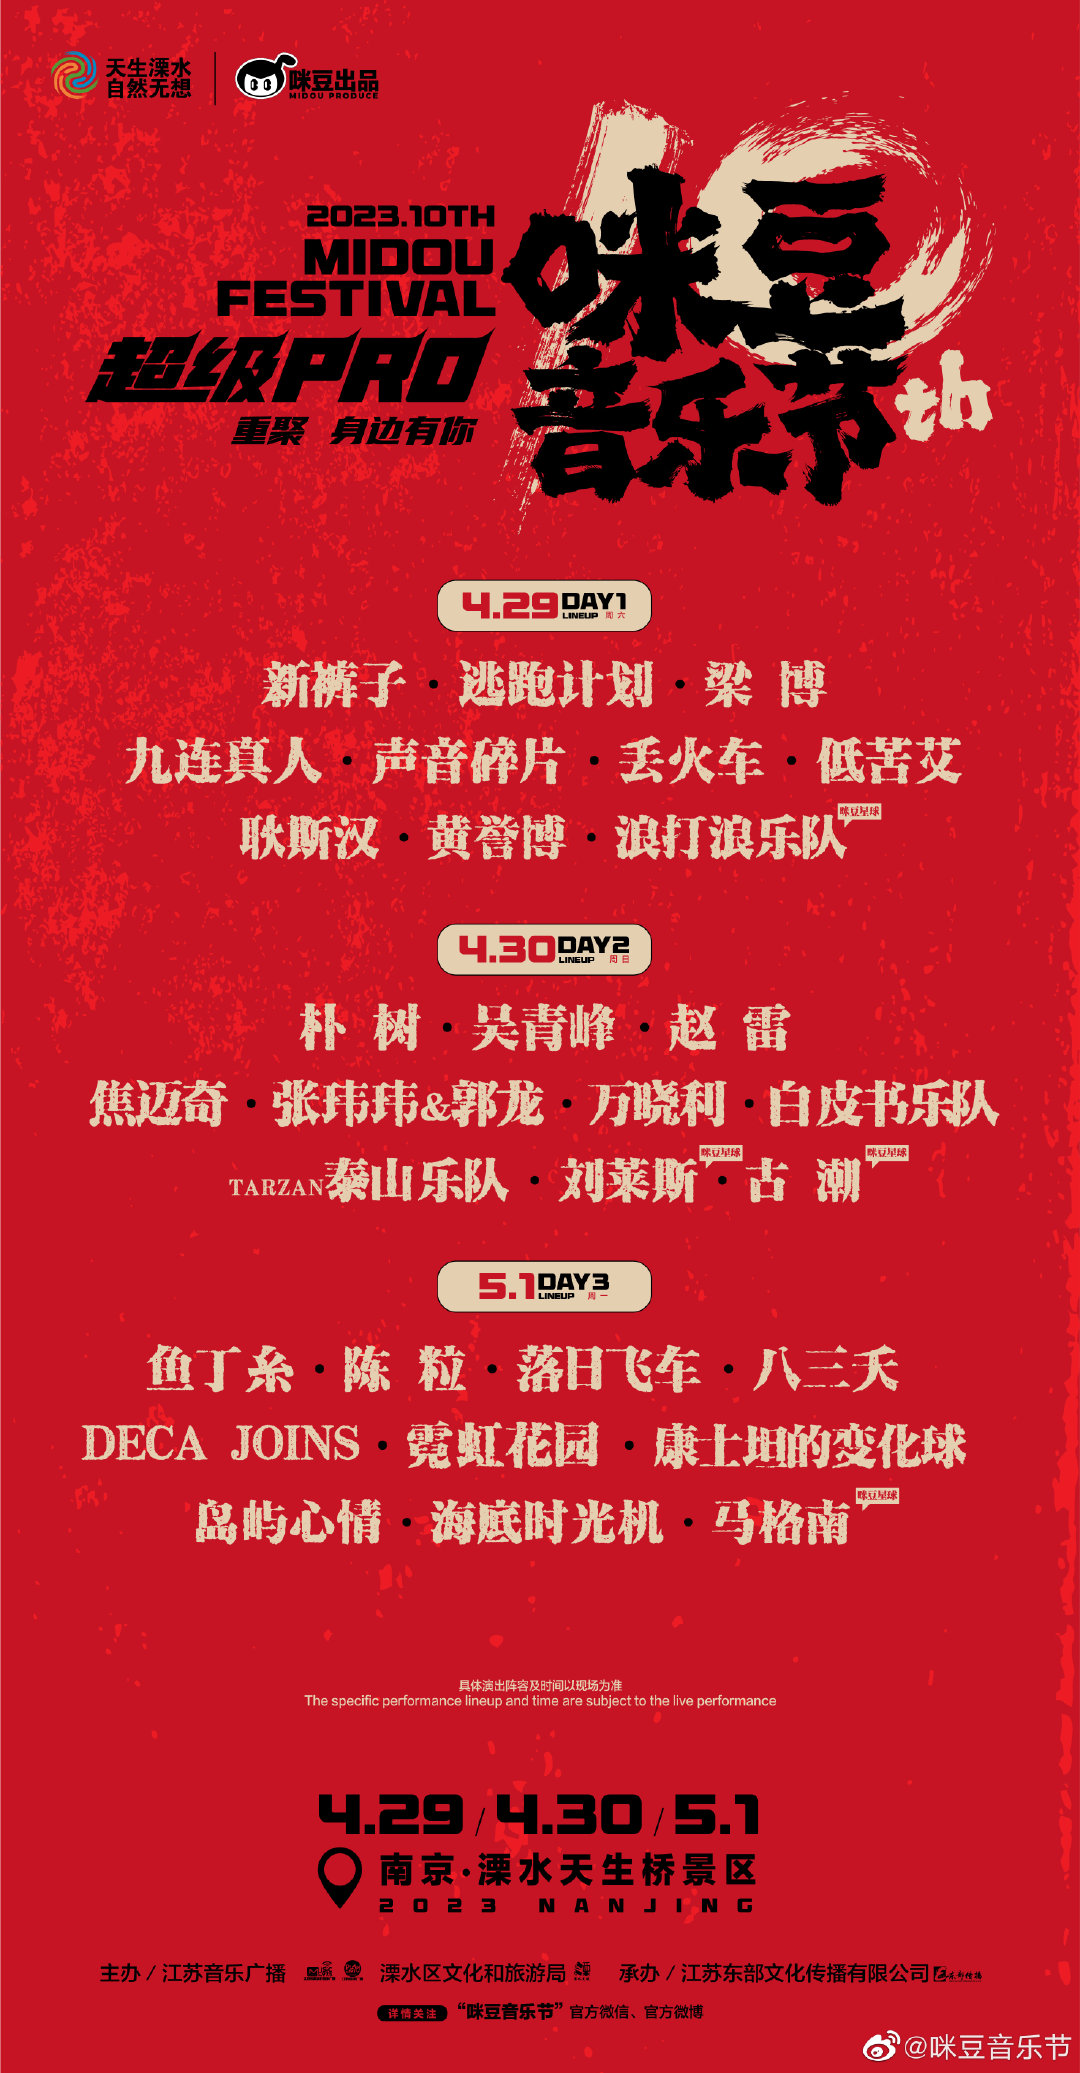 天生溧水
自然无想
咪豆出品
MIDOU PRODUCE
10th
2023.10TH
MIDOU
FESTIVAL
超级PRO
重聚 身边有你
咪豆
音乐节
4.29 DAY1 LINEUP 周六
新裤子·逃跑计划·梁 博
九连真人·声音碎片·丢火车·低苦艾
耿斯汉·黄誉博·浪打浪乐队 咪豆星球
4.30 DAY2 LINEUP 周日
朴 树·吴青峰·赵 雷
焦迈奇·张玮玮&郭龙·万晓利·白皮书乐队
TARZAN泰山乐队·刘莱斯 咪豆星球·古 潮 咪豆星球
5.1 DAY3 LINEUP 周一
鱼丁糸·陈 粒·落日飞车·八三夭
DECA JOINS·霓虹花园·康士坦的变化球
岛屿心情·海底时光机·马格南 咪豆星球
具体演出阵容及时间以现场为准
The specific performance lineup and time are subject to the live performance
4.29 / 4.30 / 5.1
南京·溧水天生桥景区
2023 NANJING
主办 / 江苏音乐广播 溧水区文化和旅游局 承办 / 江苏东部文化传播有限公司 东部传播
详情关注 “咪豆音乐节” 官方微信、官方微博
@咪豆音乐节